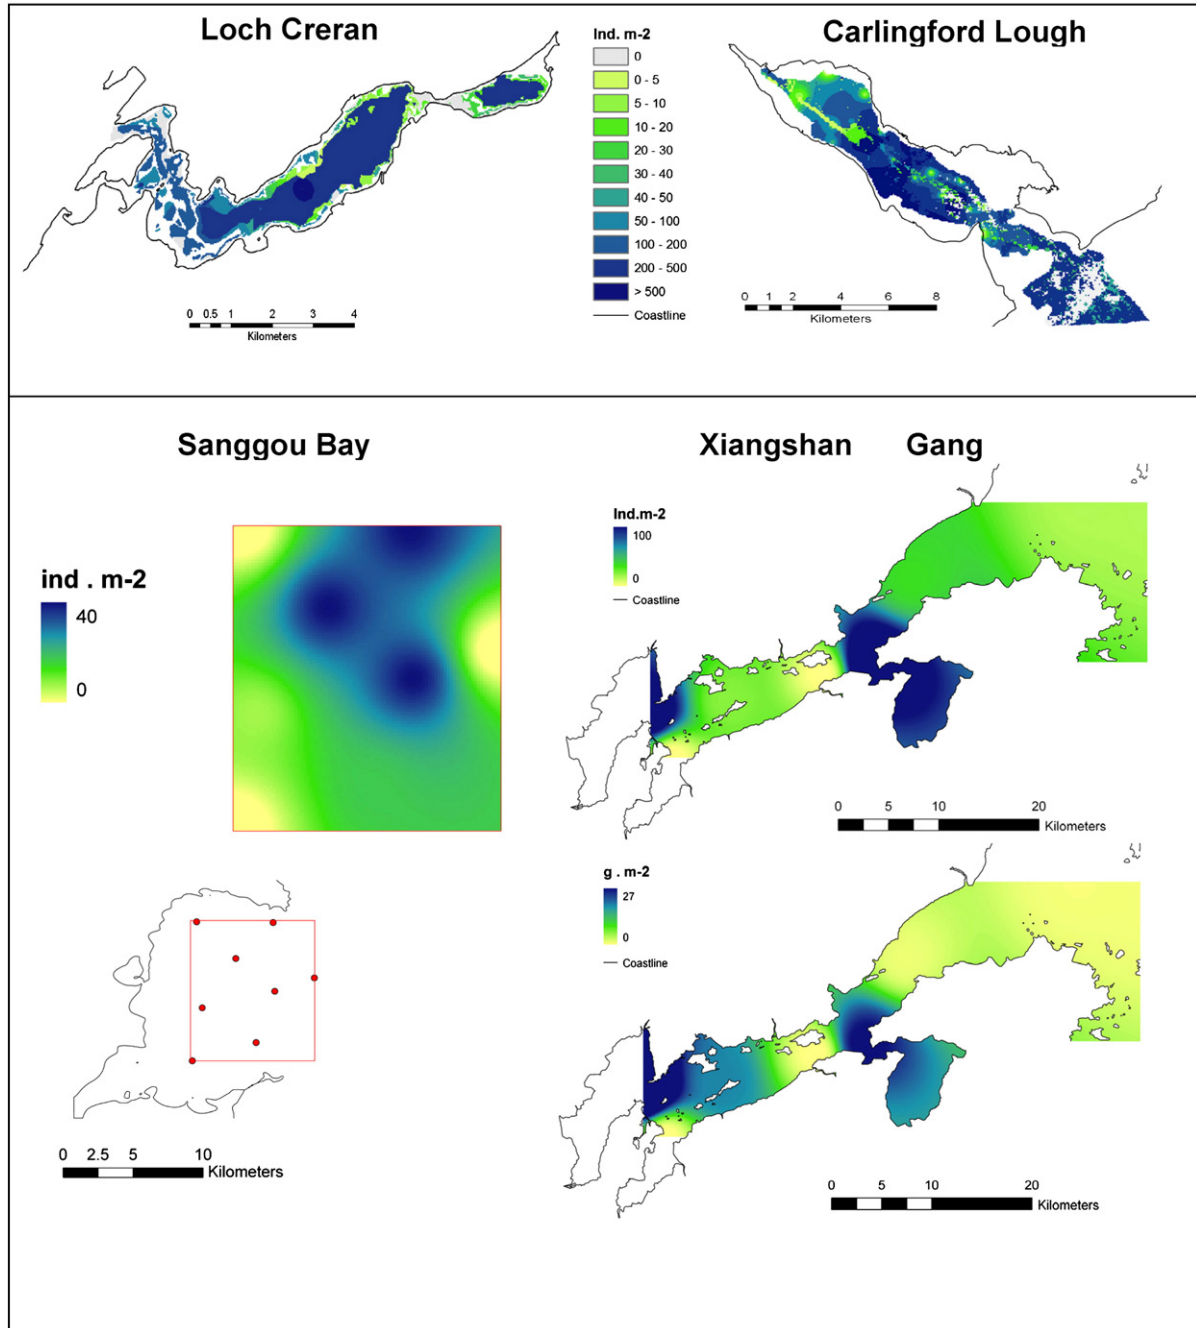 Loch Creran
Carlingford Lough
Ind. m-2
0
0 - 5
5 - 10
10 - 20
20 - 30
30 - 40
40 - 50
50 - 100
100 - 200
200 - 500
> 500
Coastline
0 0.5 1 2 3 4
Kilometers
0 1 2 4 6 8
Kilometers
Sanggou Bay
ind . m-2
40
0
0 2.5 5 10
Kilometers
Xiangshan Gang
Ind.m-2
100
0
Coastline
0 5 10 20
Kilometers
g . m-2
27
0
Coastline
0 5 10 20
Kilometers